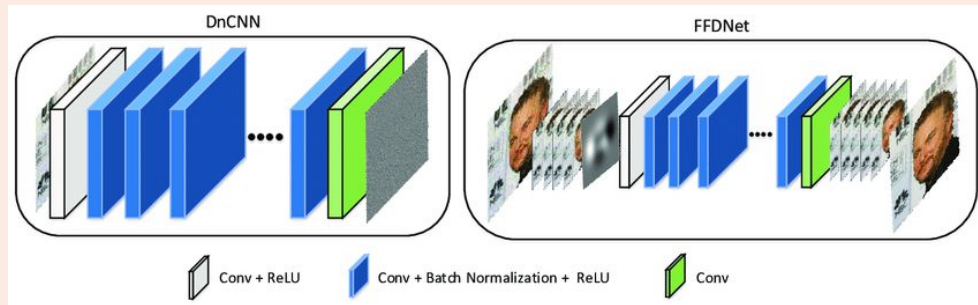 DnCNN
FFDNet
Conv + ReLU
Conv + Batch Normalization + ReLU
Conv